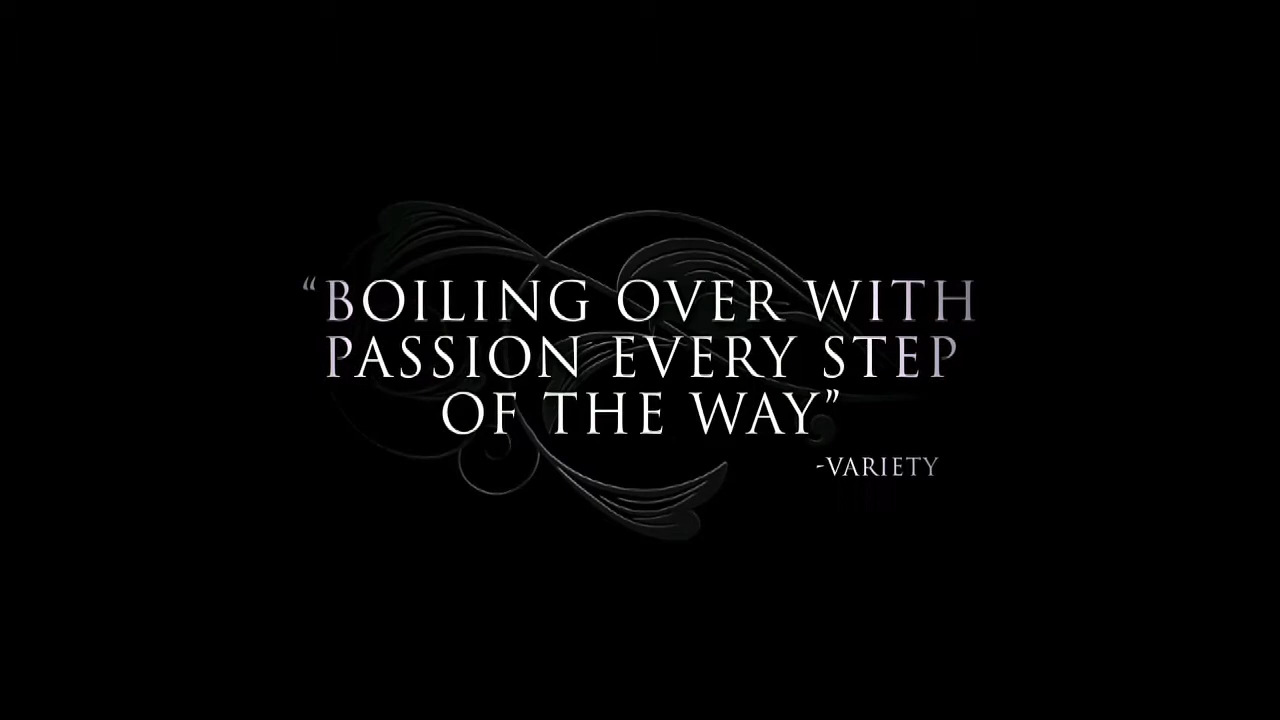 “BOILING OVER WITH
PASSION EVERY STEP
OF THE WAY”
-VARIETY